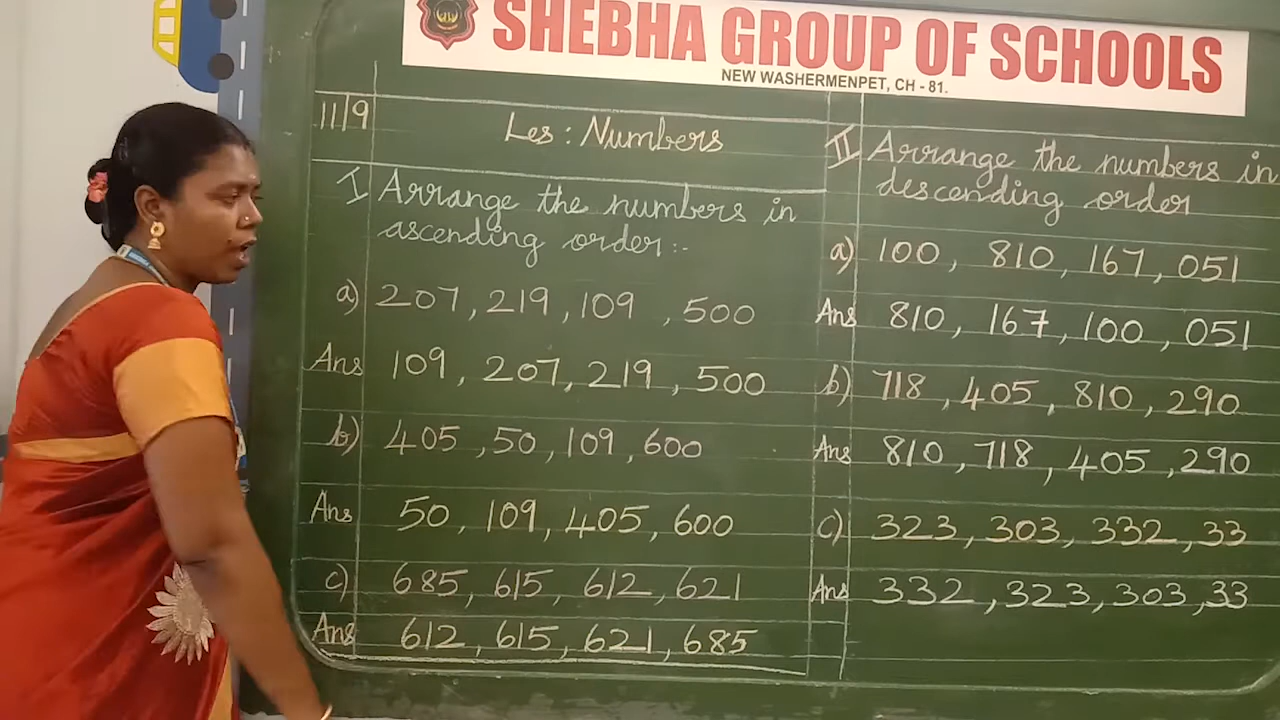 SHEBHA GROUP OF SCHOOLS
NEW WASHERMENPET, CH - 81.
11/9
Les : Numbers
I Arrange the numbers in
ascending order:-
a) 207, 219, 109 , 500
Ans 109, 207, 219, 500
b) 405, 50, 109, 600
Ans 50, 109, 405, 600
c) 685, 615, 612, 621
Ans 612, 615, 621, 685
II Arrange the numbers in
descending order
a) 100, 810, 167, 051
Ans 810, 167, 100, 051
b) 718, 405, 810, 290
Ans 810, 718, 405, 290
c) 323, 303, 332, 33
Ans 332, 323, 303, 33